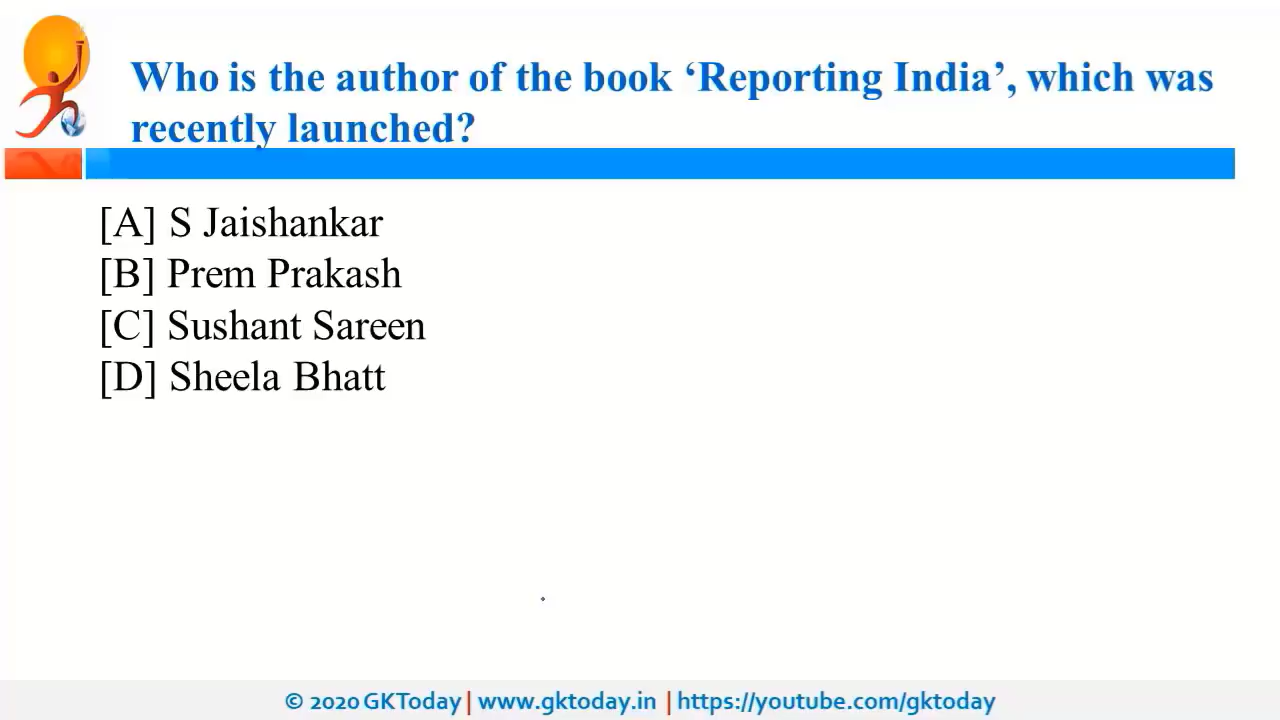 Who is the author of the book ‘Reporting India’, which was
recently launched?
[A] S Jaishankar
[B] Prem Prakash
[C] Sushant Sareen
[D] Sheela Bhatt
© 2020 GKToday | www.gktoday.in | https://youtube.com/gktoday